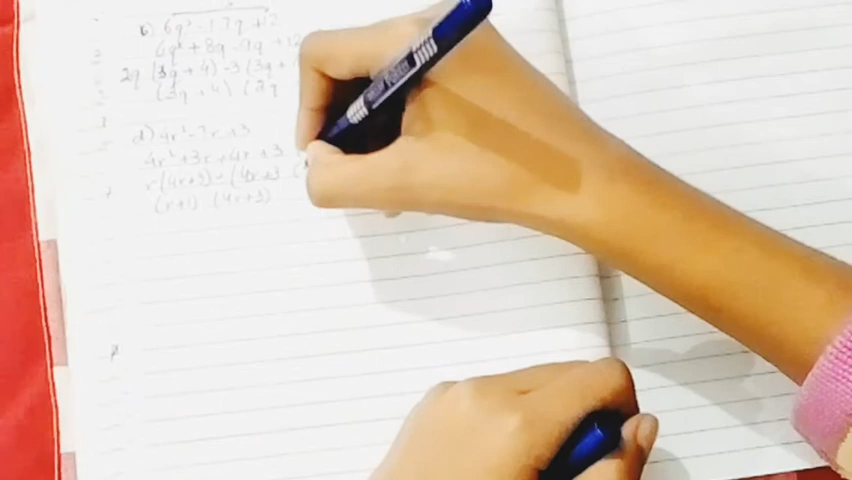 b) 6q² - 17q + 12
6q² + 8q - 9q + 12
2q (3q + 4) - 3 (3q +
(3q + 4) (2q
d) 4r² - 7r + 3
4r² + 3r + 4r + 3
r (4r+3) + (4r+3
(r+1) (4r+3)